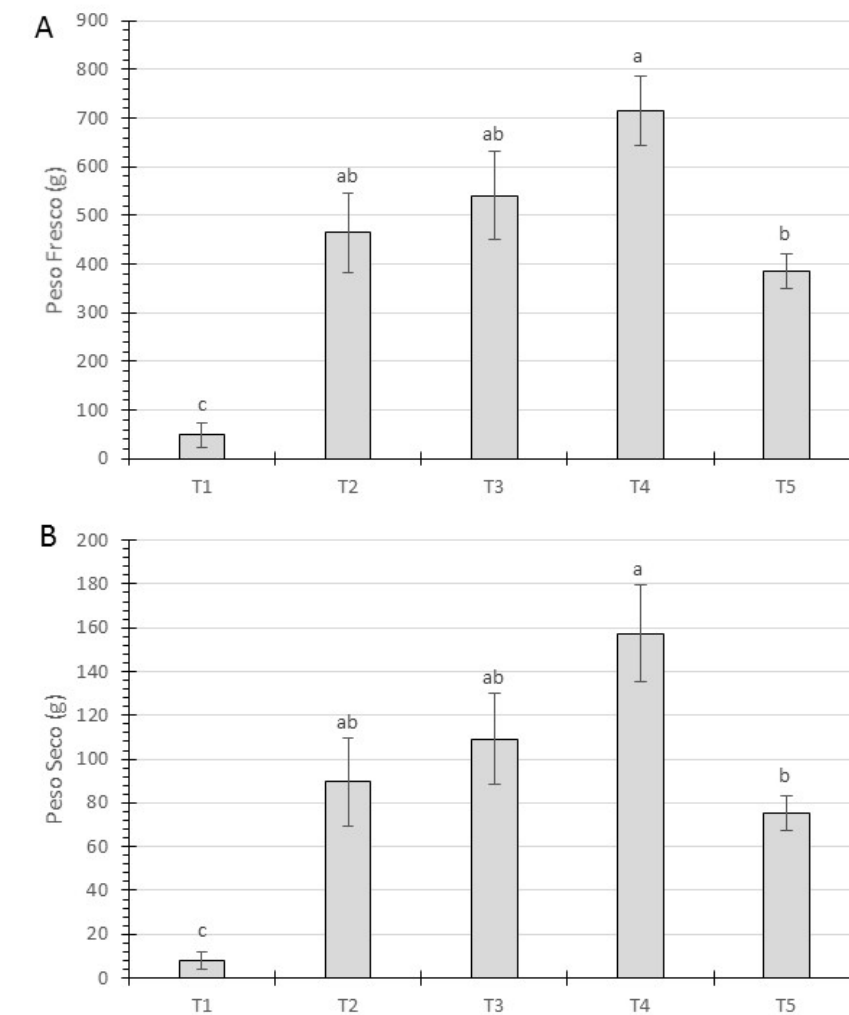 A
Peso Fresco (g)
900
800
700
600
500
400
300
200
100
0
c
ab
ab
a
b
T1 T2 T3 T4 T5
B
Peso Seco (g)
200
180
160
140
120
100
80
60
40
20
0
c
ab
ab
a
b
T1 T2 T3 T4 T5